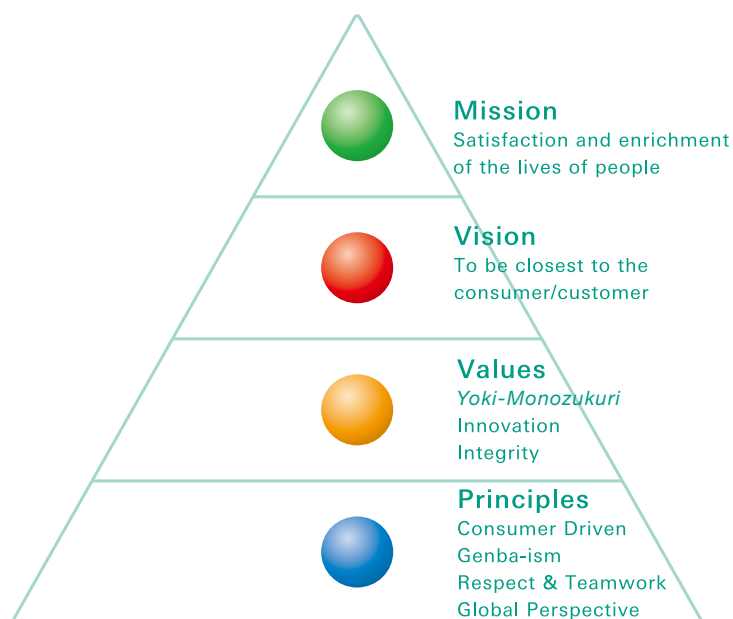 Mission
Satisfaction and enrichment
of the lives of people
Vision
To be closest to the
consumer/customer
Values
Yoki-Monozukuri
Innovation
Integrity
Principles
Consumer Driven
Genba-ism
Respect & Teamwork
Global Perspective